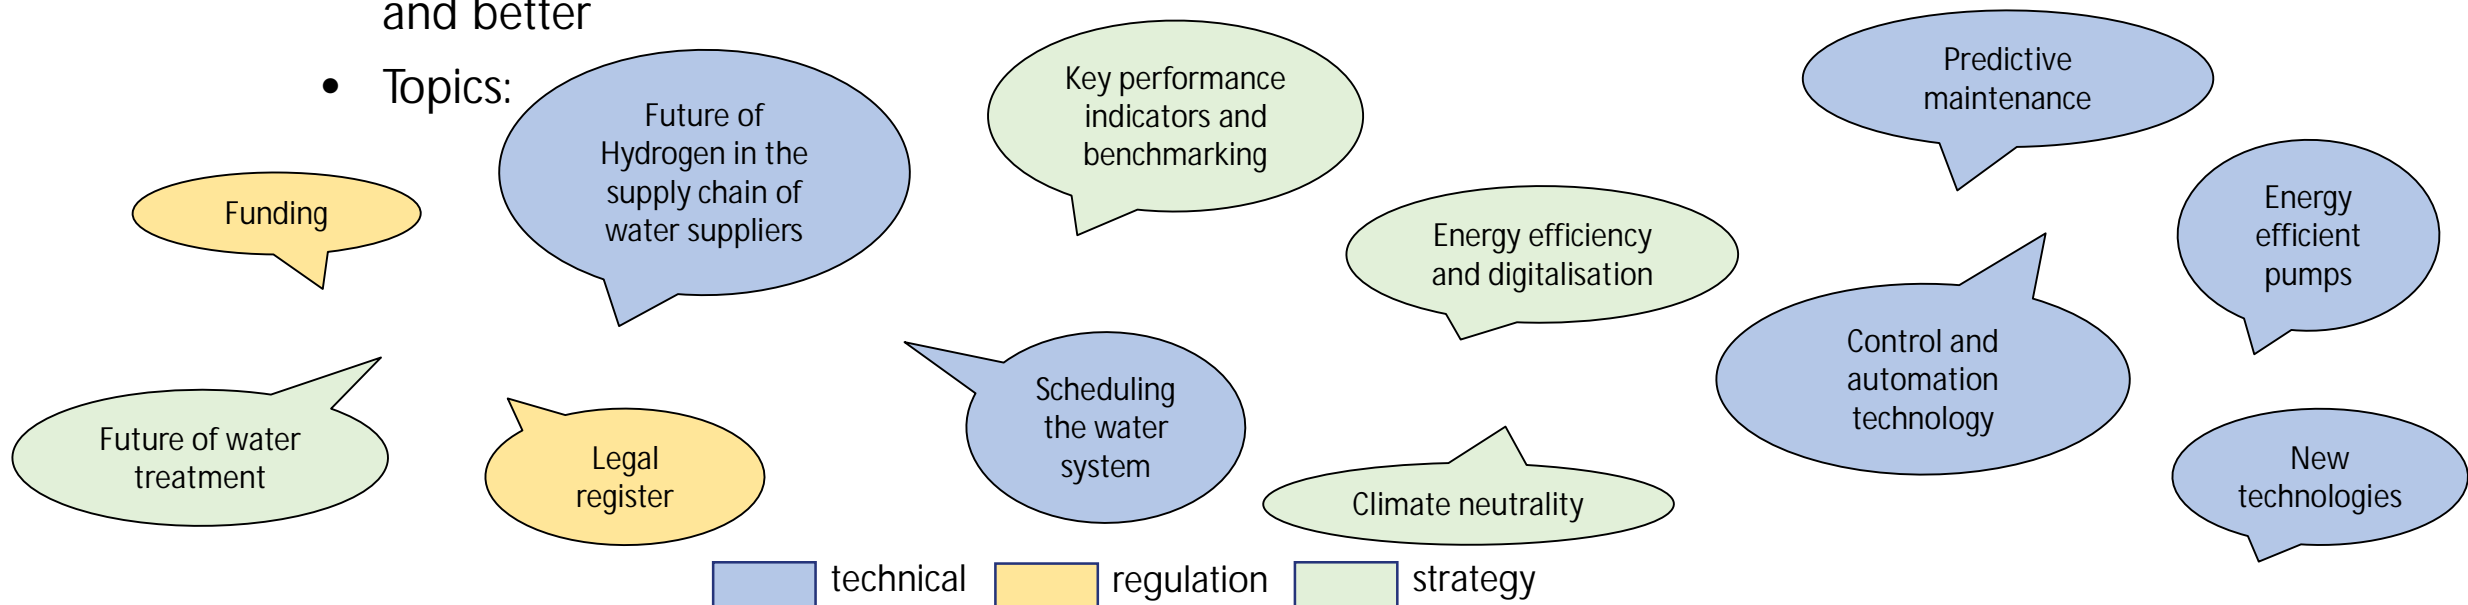 and better
• Topics:
Future of
Hydrogen in the
supply chain of
water suppliers
Key performance
indicators and
benchmarking
Predictive
maintenance
Funding
Energy efficiency
and digitalisation
Energy
efficient
pumps
Future of water
treatment
Legal
register
Scheduling
the water
system
Climate neutrality
Control and
automation
technology
New
technologies
technical
regulation
strategy